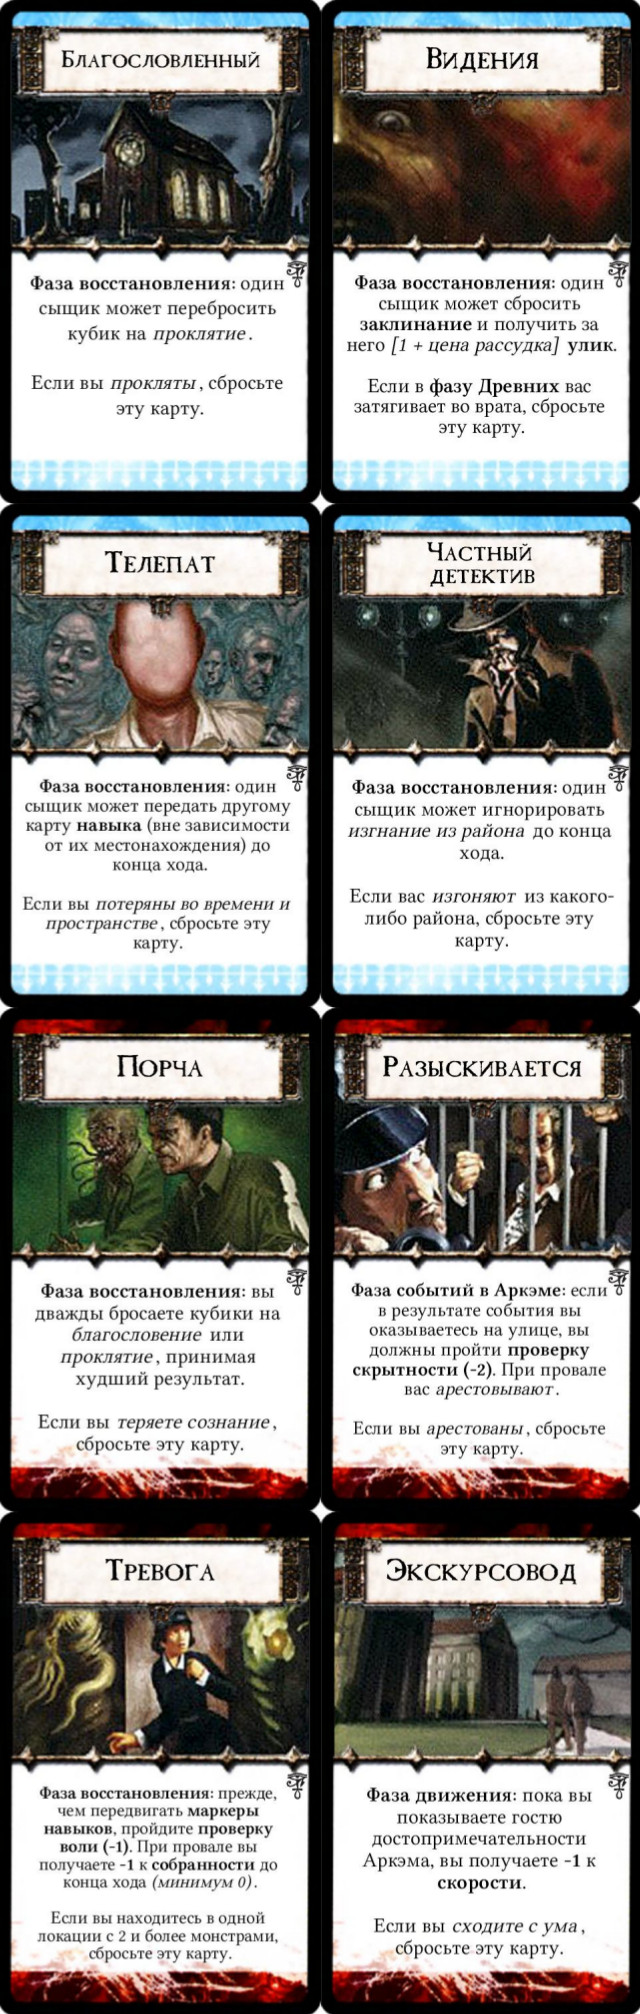 Благословленный
Фаза восстановления: один
сыщик может перебросить
кубик на проклятие.
Если вы прокляты, сбросьте
эту карту.
Видения
Фаза восстановления: один
сыщик может сбросить
заклинание и получить за
него [1 + цена рассудка] улик.
Если в фазу Древних вас
затягивает во врата, сбросьте
эту карту.
Телепат
Фаза восстановления: один
сыщик может передать другому
карту навыка (вне зависимости
от их местонахождения) до
конца хода.
Если вы потеряны во времени и
пространстве, сбросьте эту
карту.
Частный
детектив
Фаза восстановления: один
сыщик может игнорировать
изгнание из района до конца
хода.
Если вас изгоняют из какого-
либо района, сбросьте эту
карту.
Порча
Фаза восстановления: вы
дважды бросаете кубики на
благословение или
проклятие, принимая
худший результат.
Если вы теряете сознание,
сбросьте эту карту.
Разыскивается
Фаза событий в Аркэме: если
в результате события вы
оказываетесь на улице, вы
должны пройти проверку
скрытности (-2). При провале
вас арестовывают.
Если вы арестованы, сбросьте
эту карту.
Тревога
Фаза восстановления: прежде,
чем передвигать маркеры
навыков, пройдите проверку
воли (-1). При провале вы
получаете -1 к собранности до
конца хода (минимум 0).
Если вы находитесь в одной
локации с 2 и более монстрами,
сбросьте эту карту.
Экскурсовод
Фаза движения: пока вы
показываете гостю
достопримечательности
Аркэма, вы получаете -1 к
скорости.
Если вы сходите с ума,
сбросьте эту карту.